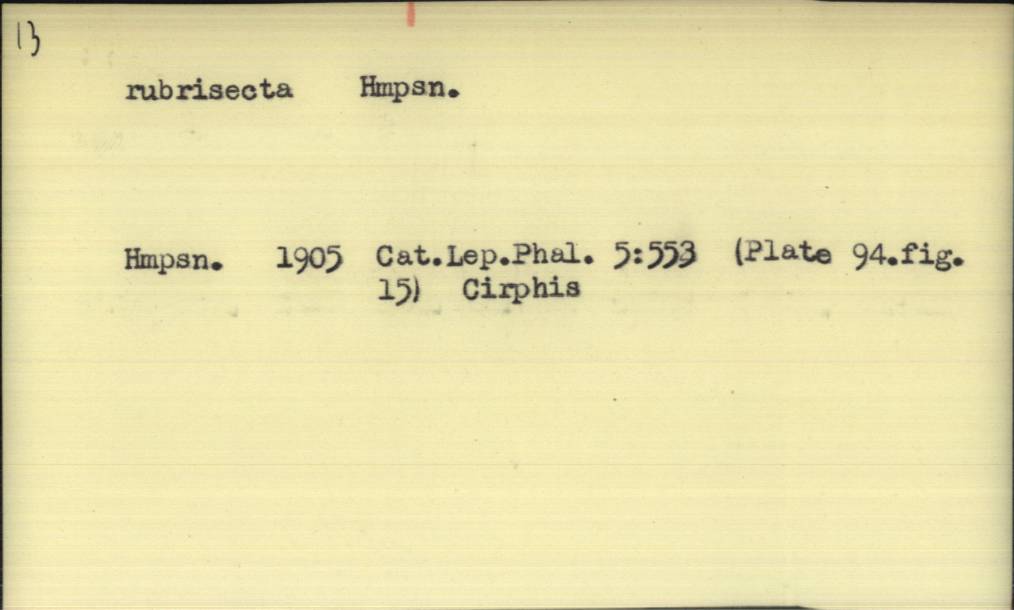 13
rubrisecta Hmpsn.
Hmpsn. 1905 Cat.Lep.Phal. 5:553 (Plate 94.fig.
15) Cirphis